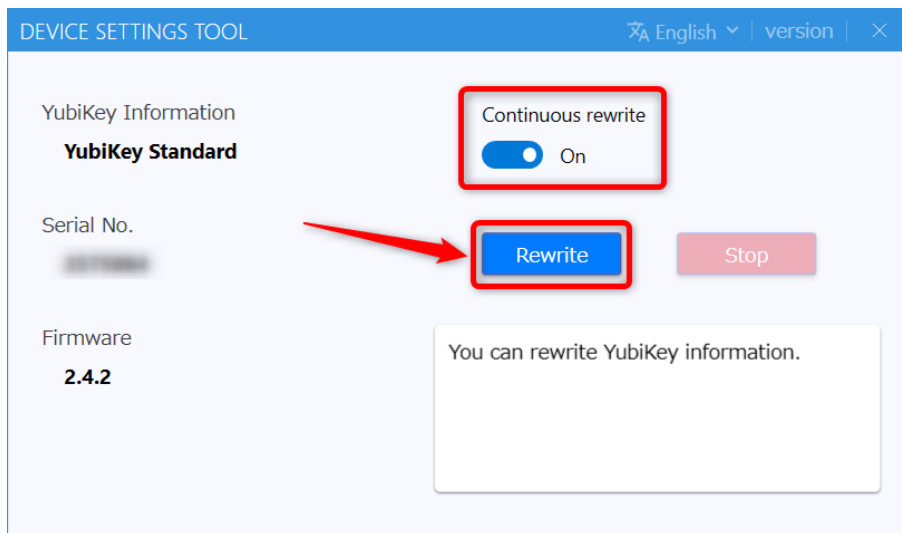 DEVICE SETTINGS TOOL
English
version
YubiKey Information
YubiKey Standard
Continuous rewrite
On
Serial No.
Rewrite
Stop
Firmware
2.4.2
You can rewrite YubiKey information.